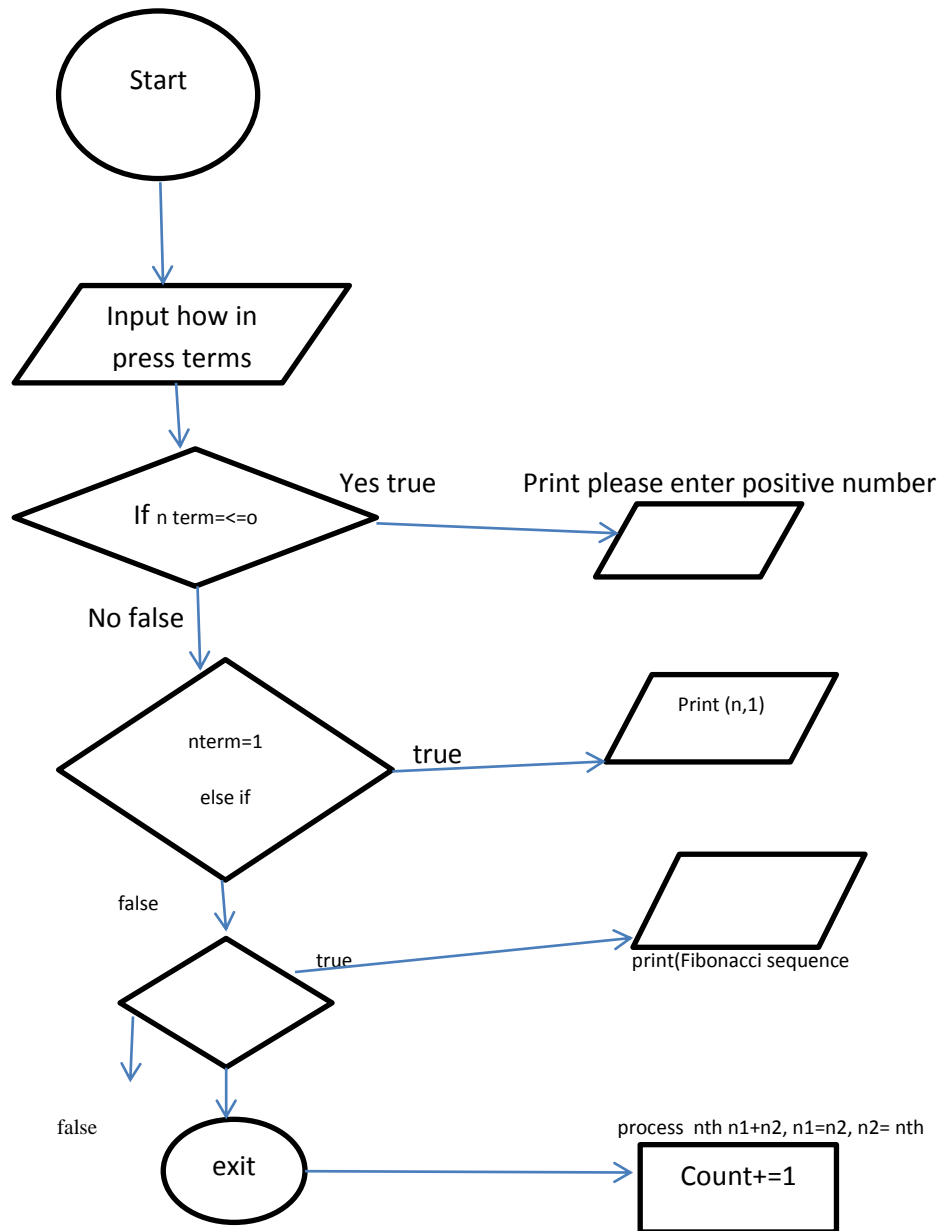 Start
Input how in
press terms
Yes true
Print please enter positive number
If n term=<=o
No false
Print (n,1)
nterm=1
true
else if
false
true
print(Fibonacci sequence
false
process nth n1+n2, n1=n2, n2= nth
exit
Count+=1